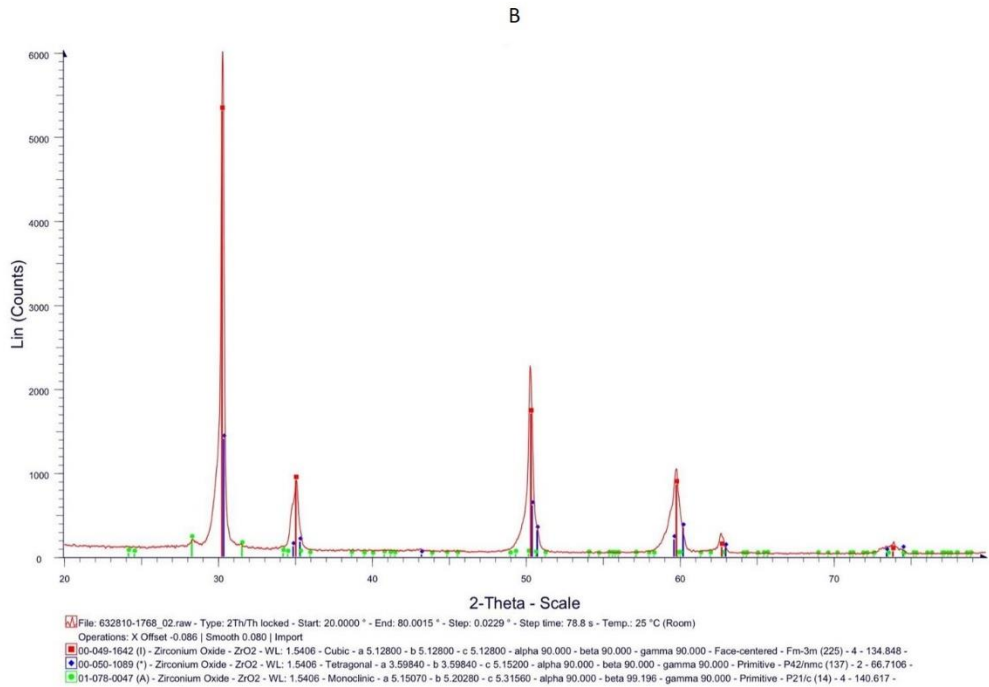 B
6000
5000
4000
3000
2000
1000
0
Lin (Counts)
20 30 40 50 60 70
2-Theta - Scale
File: 632810-1768_02.raw - Type: 2Th/Th locked - Start: 20.0000 ° - End: 80.0015 ° - Step: 0.0229 ° - Step time: 78.8 s - Temp.: 25 °C (Room)
Operations: X Offset -0.086 | Smooth 0.080 | Import
00-049-1642 (I) - Zirconium Oxide - ZrO2 - WL: 1.5406 - Cubic - a 5.12800 - b 5.12800 - c 5.12800 - alpha 90.000 - beta 90.000 - gamma 90.000 - Face-centered - Fm-3m (225) - 4 - 134.848 -
00-050-1089 (*) - Zirconium Oxide - ZrO2 - WL: 1.5406 - Tetragonal - a 3.59840 - b 3.59840 - c 5.15200 - alpha 90.000 - beta 90.000 - gamma 90.000 - Primitive - P42/nmc (137) - 2 - 66.7106 -
01-078-0047 (A) - Zirconium Oxide - ZrO2 - WL: 1.5406 - Monoclinic - a 5.15070 - b 5.20280 - c 5.31560 - alpha 90.000 - beta 99.196 - gamma 90.000 - Primitive - P21/c (14) - 4 - 140.617 -